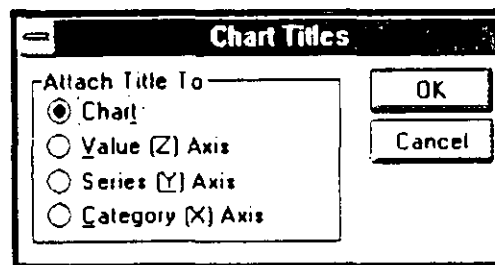 Chart Titles
Attach Title To
Chart
Value (Z) Axis
Series (Y) Axis
Category (X) Axis
OK
Cancel